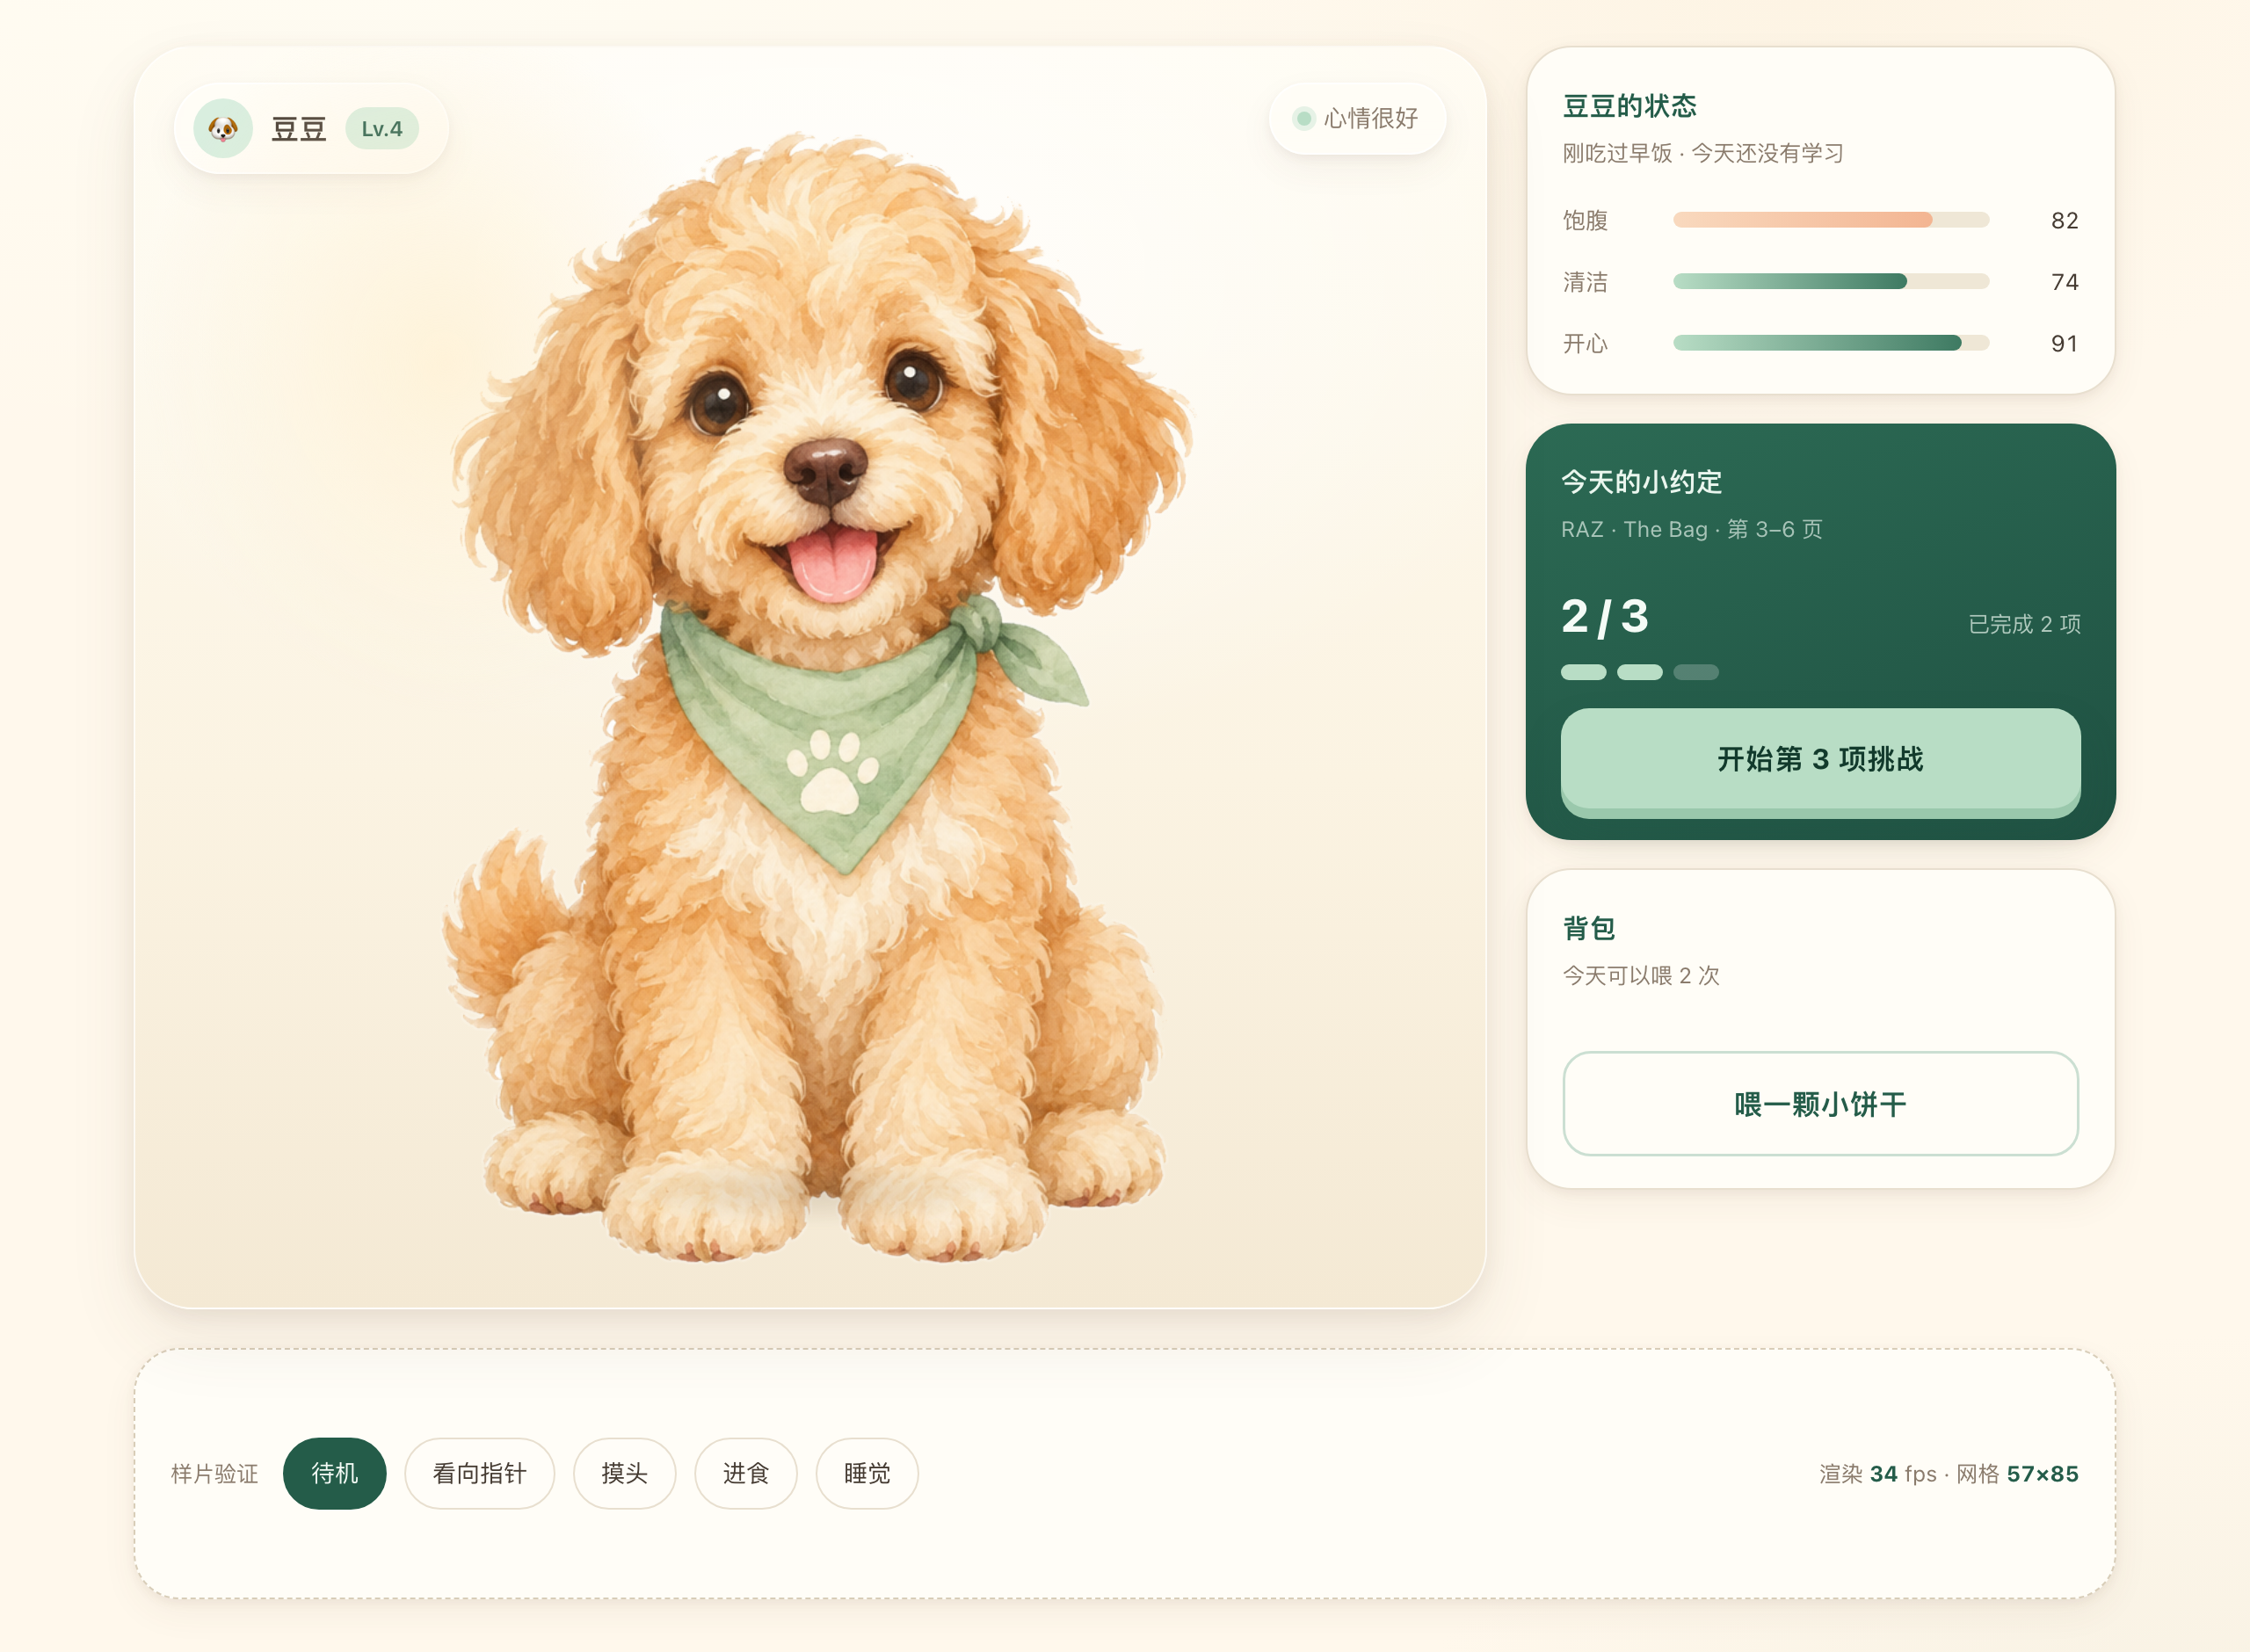 豆豆 Lv.4
心情很好
豆豆的状态
刚吃过早饭 · 今天还没有学习
饱腹 82
清洁 74
开心 91
今天的小约定
RAZ · The Bag · 第 3–6 页
2/3 已完成 2 项
开始第 3 项挑战
背包
今天可以喂 2 次
喂一颗小饼干
样片验证 待机 看向指针 摸头 进食 睡觉 渲染 34 fps · 网格 57×85